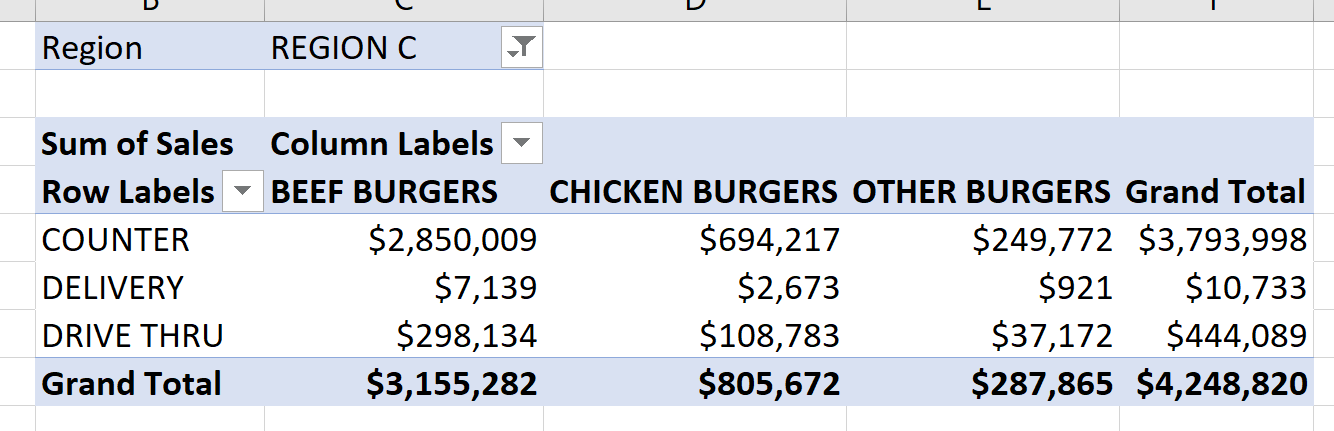 Region REGION C
Sum of Sales Column Labels
Row Labels BEEF BURGERS CHICKEN BURGERS OTHER BURGERS Grand Total
COUNTER $2,850,009 $694,217 $249,772 $3,793,998
DELIVERY $7,139 $2,673 $921 $10,733
DRIVE THRU $298,134 $108,783 $37,172 $444,089
Grand Total $3,155,282 $805,672 $287,865 $4,248,820